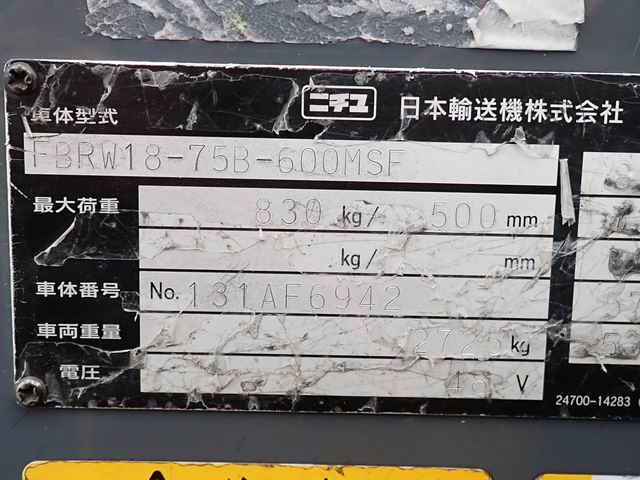 ニチユ 日本輸送機株式会社
車体型式
FBRW18-75B-600MSF
最大荷重 830 kg/ 500 mm
kg/ mm
車体番号 No. 131AF6942
車両重量 2725 kg
電圧 48 V
24700-14283